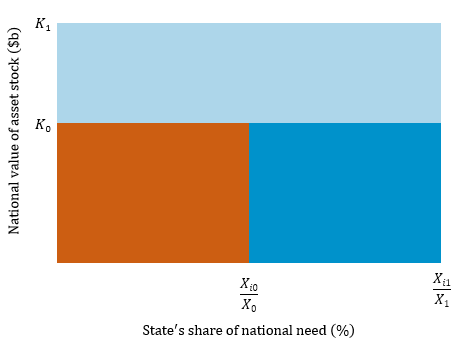 National value of asset stock ($b)
K₁
K₀
Xᵢ₀
X₀
Xᵢ₁
X₁
State's share of national need (%)